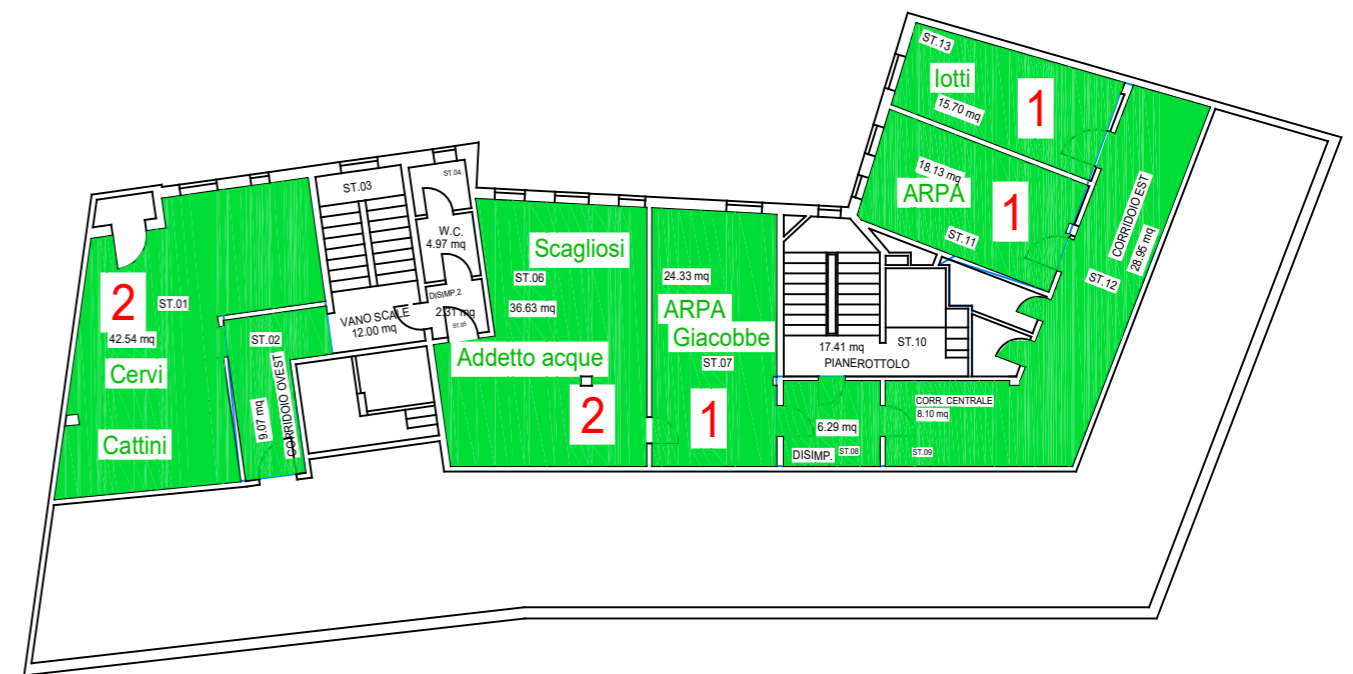 ST.01
2
42.54 mq
Cervi
Cattini
ST.02
9.07 mq
CORRIDOIO OVEST
ST.03
VANO SCALE
12.00 mq
ST.04
W.C.
4.97 mq
DISIMP.2
2.31 mq
ST.05
Scagliosi
ST.06
36.63 mq
Addetto acque
2
24.33 mq
ARPA
Giacobbe
ST.07
1
17.41 mq
ST.10
PIANEROTTOLO
6.29 mq
DISIMP.
ST.08
CORR. CENTRALE
8.10 mq
ST.09
ST.13
Iotti
15.70 mq
1
18.13 mq
ARPA
1
ST.11
CORRIDOIO EST
28.95 mq
ST.12